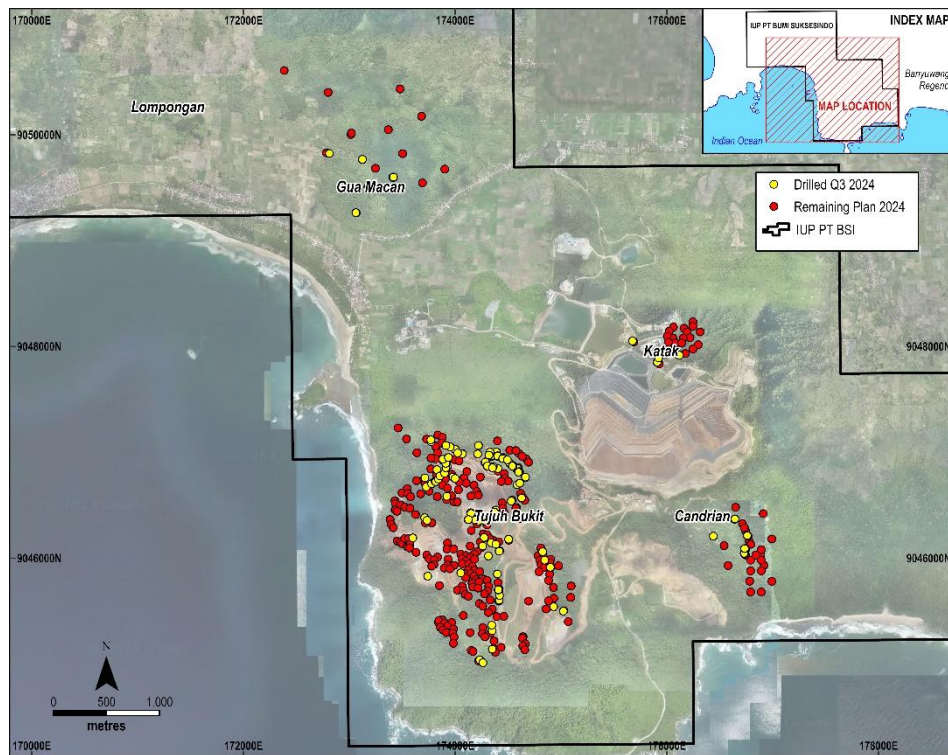 170000E 172000E 174000E 176000E
INDEX MAP
IUP PT BUMI SUKSESINDO
Banyuwangi
Regency
MAP LOCATION
Indian Ocean
Lompongan
9050000N
Gua Macan
Drilled Q3 2024
Remaining Plan 2024
IUP PT BSI
9048000N
Katak
9048000N
Tujuh Bukit
Candrian
9046000N
9046000N
N
0 500 1.000
metres
170000E 172000E 174000E 176000E 178000E